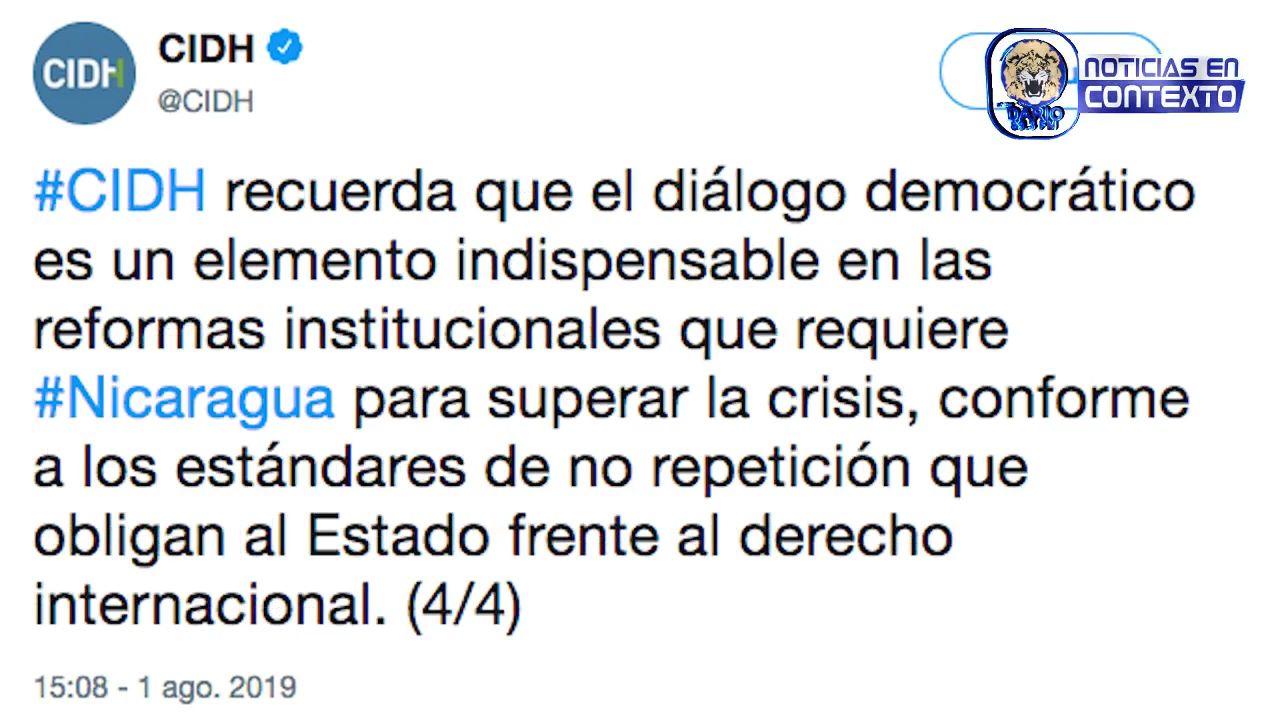 CIDH
CIDH
@CIDH
NOTICIAS EN
CONTEXTO
DARIO
#CIDH recuerda que el diálogo democrático
es un elemento indispensable en las
reformas institucionales que requiere
#Nicaragua para superar la crisis, conforme
a los estándares de no repetición que
obligan al Estado frente al derecho
internacional. (4/4)
15:08 - 1 ago. 2019